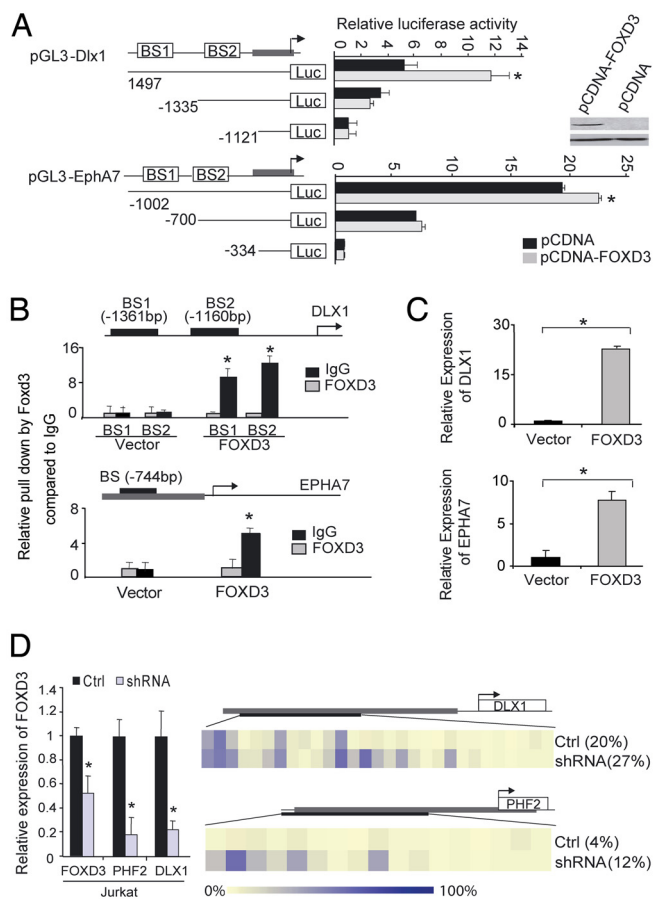 A
Relative luciferase activity
0 2 4 6 8 10 12 14
pGL3-Dlx1
BS1 BS2
1497 Luc
*
-1335 Luc
-1121 Luc
pCDNA-FOXD3
pCDNA
0 5 10 15 20 25
pGL3-EphA7
BS1 BS2
-1002 Luc
*
-700 Luc
-334 Luc
pCDNA
pCDNA-FOXD3
B
Relative pull down by Foxd3
compared to IgG
BS1 BS2
(-1361bp) (-1160bp)
DLX1
16
8
0
* *
IgG
FOXD3
BS1 BS2 BS1 BS2
Vector FOXD3
BS (-744bp)
EPHA7
8
4
0
*
IgG
FOXD3
Vector FOXD3
C
Relative Expression
of DLX1
30
15
0
*
Vector FOXD3
Relative Expression
of EPHA7
10
5
0
*
Vector FOXD3
D
Relative expression of FOXD3
Ctrl shRNA
1.4
1.2
1
0.8
0.6
0.4
0.2
0
* * *
FOXD3 PHF2 DLX1
Jurkat
DLX1
Ctrl (20%)
shRNA(27%)
PHF2
Ctrl (4%)
shRNA(12%)
0% 100%